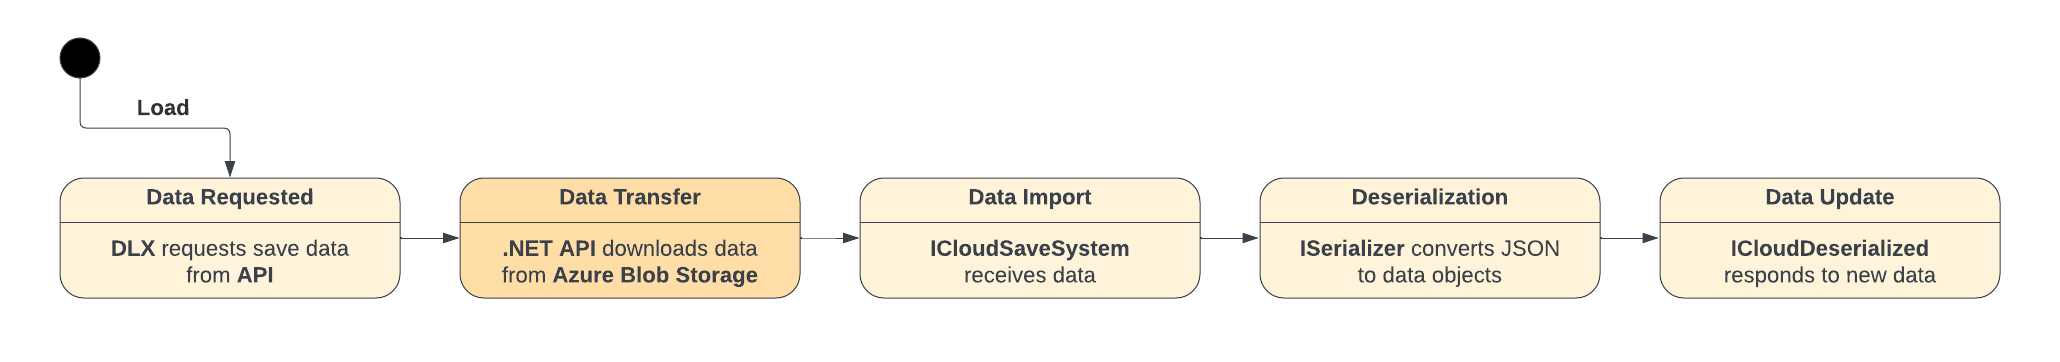 Load
Data Requested
DLX requests save data
from API
Data Transfer
.NET API downloads data
from Azure Blob Storage
Data Import
ICloudSaveSystem
receives data
Deserialization
ISerializer converts JSON
to data objects
Data Update
ICloudDeserialized
responds to new data